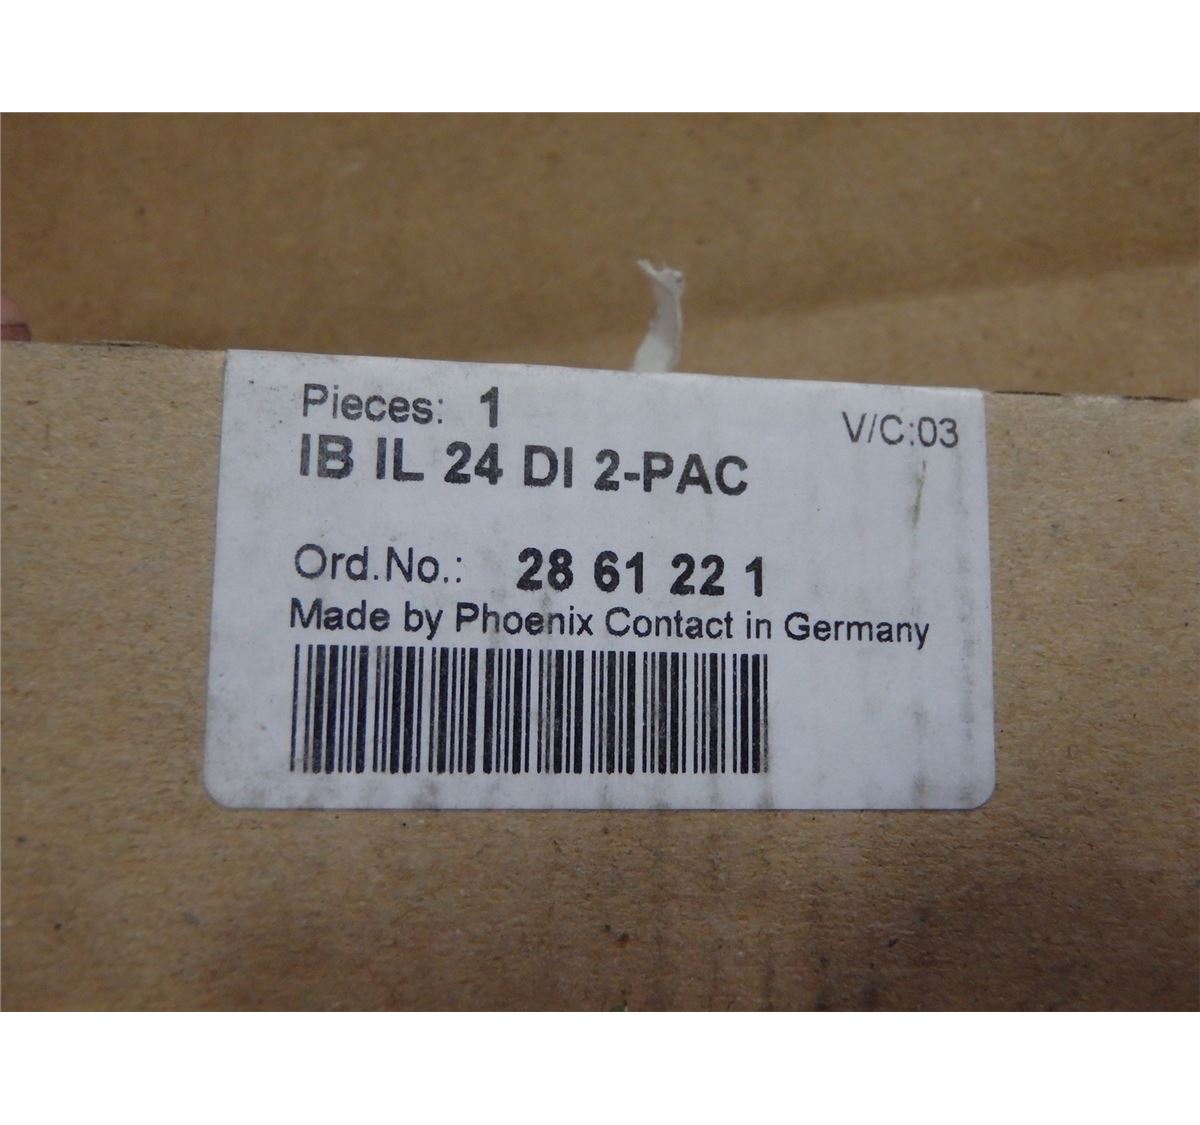 Pieces: 1
V/C:03
IB IL 24 DI 2-PAC
Ord.No.: 28 61 22 1
Made by Phoenix Contact in Germany